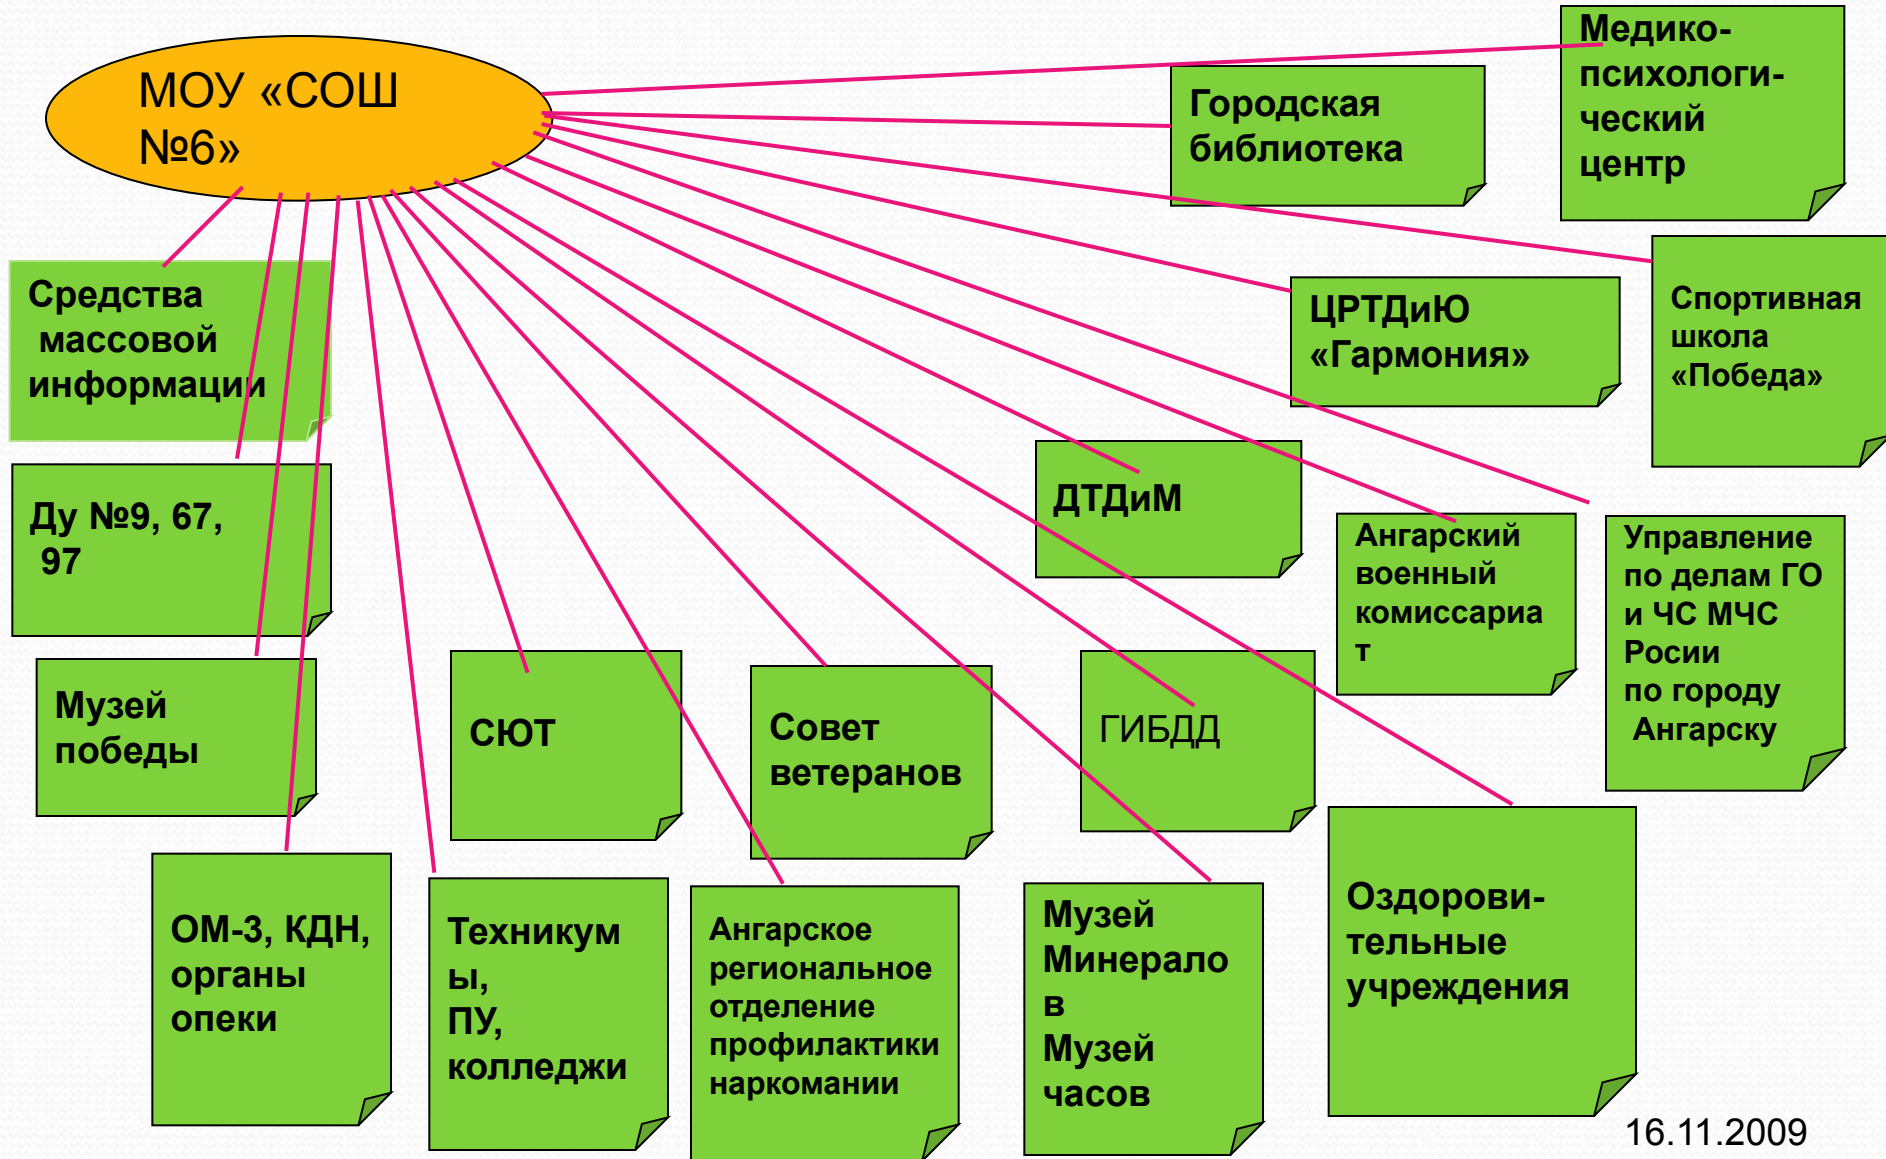 МОУ «СОШ
№6»
Медико-
психологи-
ческий
центр
Городская
библиотека
Средства
массовой
информации
ЦРТДиЮ
«Гармония»
Спортивная
школа
«Победа»
Ду №9, 67,
97
ДТДиМ
Ангарский
военный
комиссариа
т
Управление
по делам ГО
и ЧС МЧС
Росии
по городу
Ангарску
Музей
победы
СЮТ
Совет
ветеранов
ГИБДД
ОМ-3, КДН,
органы
опеки
Техникум
ы,
ПУ,
колледжи
Ангарское
региональное
отделение
профилактики
наркомании
Музей
Минерало
в
Музей
часов
Оздорови-
тельные
учреждения
16.11.2009